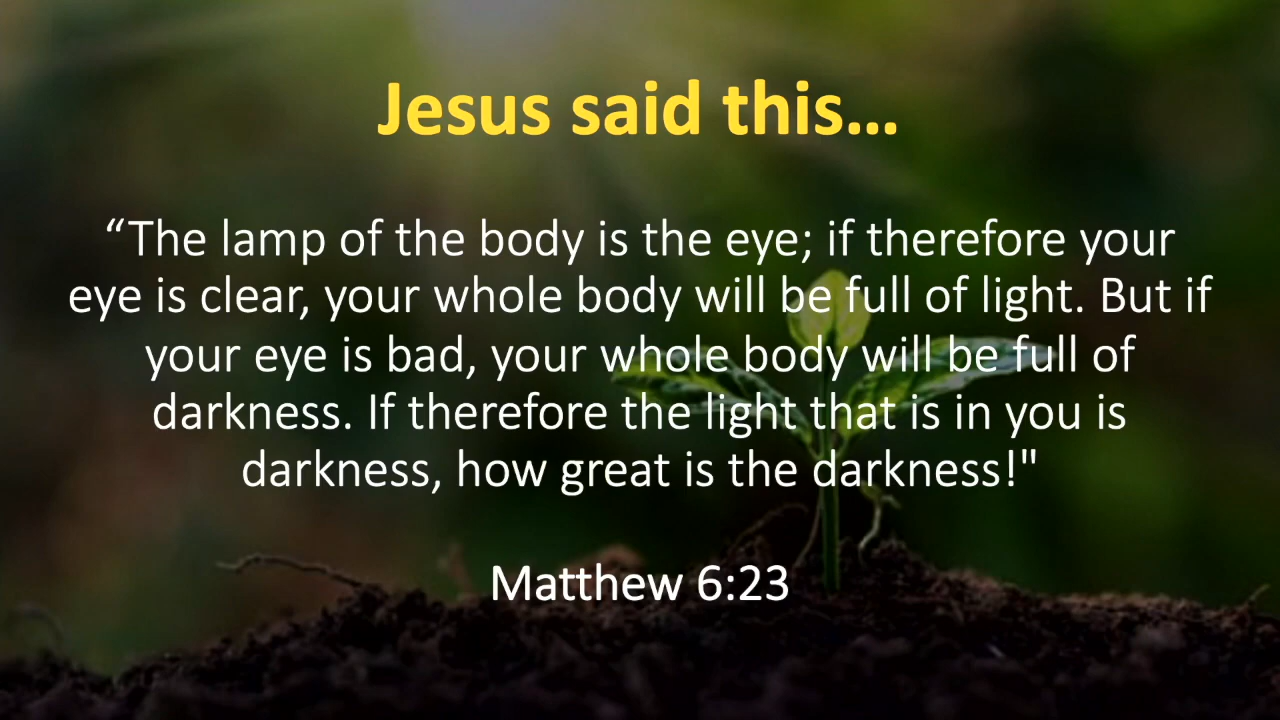 Jesus said this...
“The lamp of the body is the eye; if therefore your
eye is clear, your whole body will be full of light. But if
your eye is bad, your whole body will be full of
darkness. If therefore the light that is in you is
darkness, how great is the darkness!"
Matthew 6:23